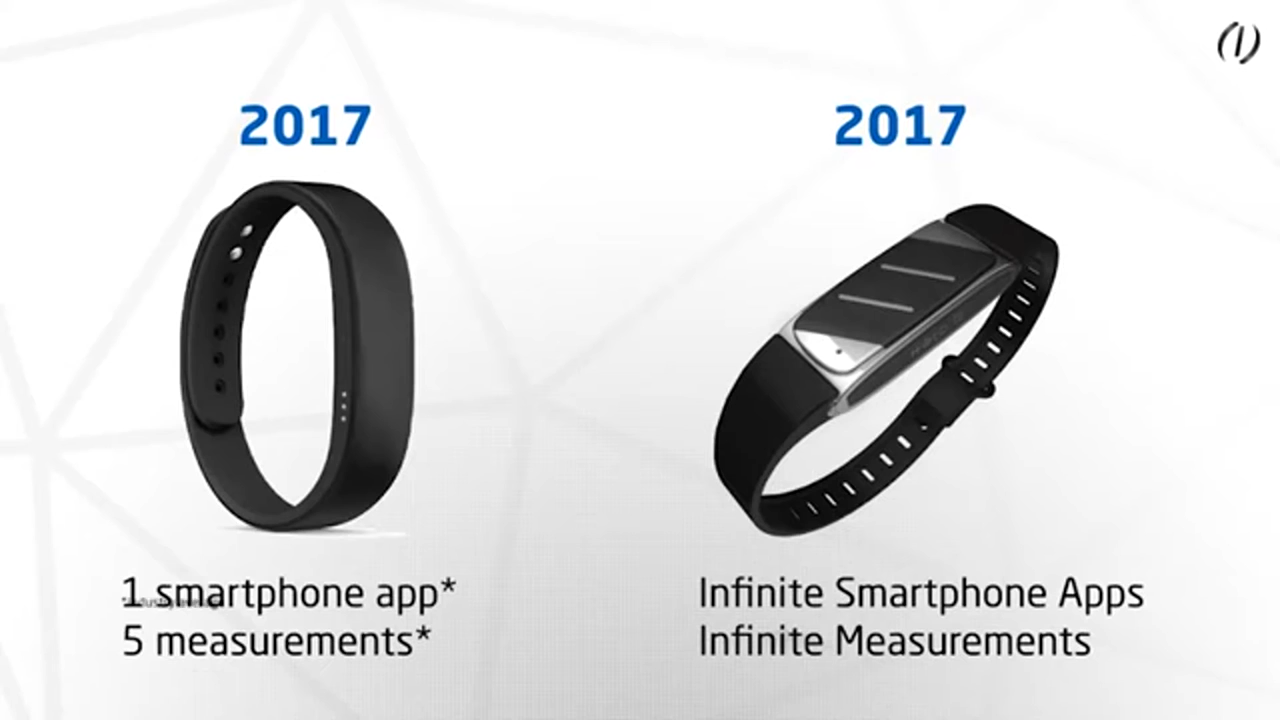 2017
2017
1 smartphone app*
5 measurements*
Infinite Smartphone Apps
Infinite Measurements